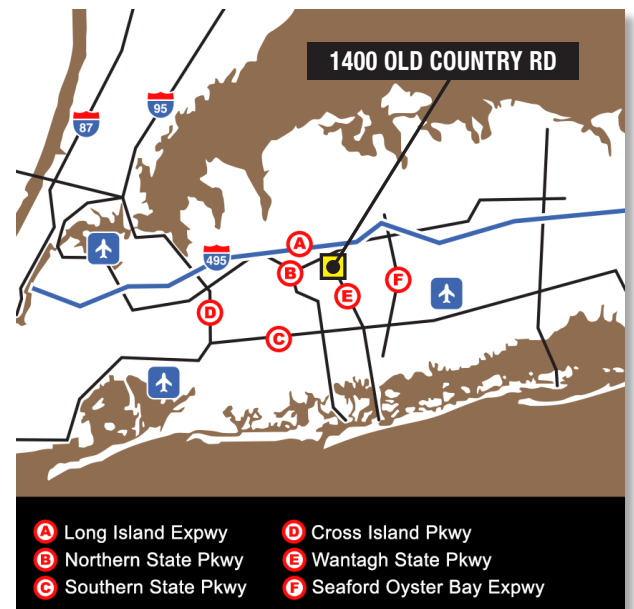 1400 OLD COUNTRY RD
95
87
495
A
B
E
F
D
C
A Long Island Expwy
B Northern State Pkwy
C Southern State Pkwy
D Cross Island Pkwy
E Wantagh State Pkwy
F Seaford Oyster Bay Expwy